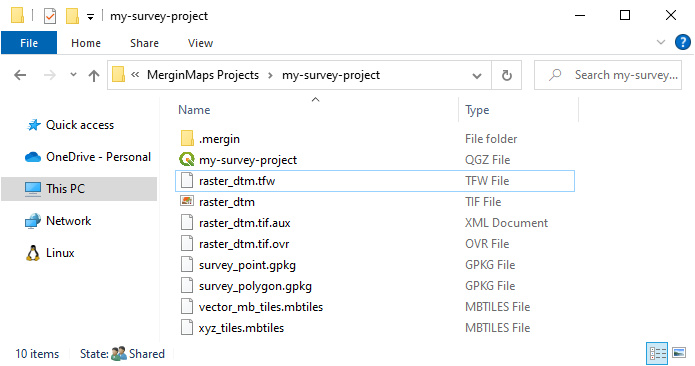 my-survey-project
File Home Share View
MerginMaps Projects my-survey-project Search my-survey...
Name Type
Quick access
OneDrive - Personal
This PC
Network
Linux
.mergin File folder
my-survey-project QGZ File
raster_dtm.tfw TFW File
raster_dtm TIF File
raster_dtm.tif.aux XML Document
raster_dtm.tif.ovr OVR File
survey_point.gpkg GPKG File
survey_polygon.gpkg GPKG File
vector_mb_tiles.mbtiles MBTILES File
xyz_tiles.mbtiles MBTILES File
10 items State: Shared